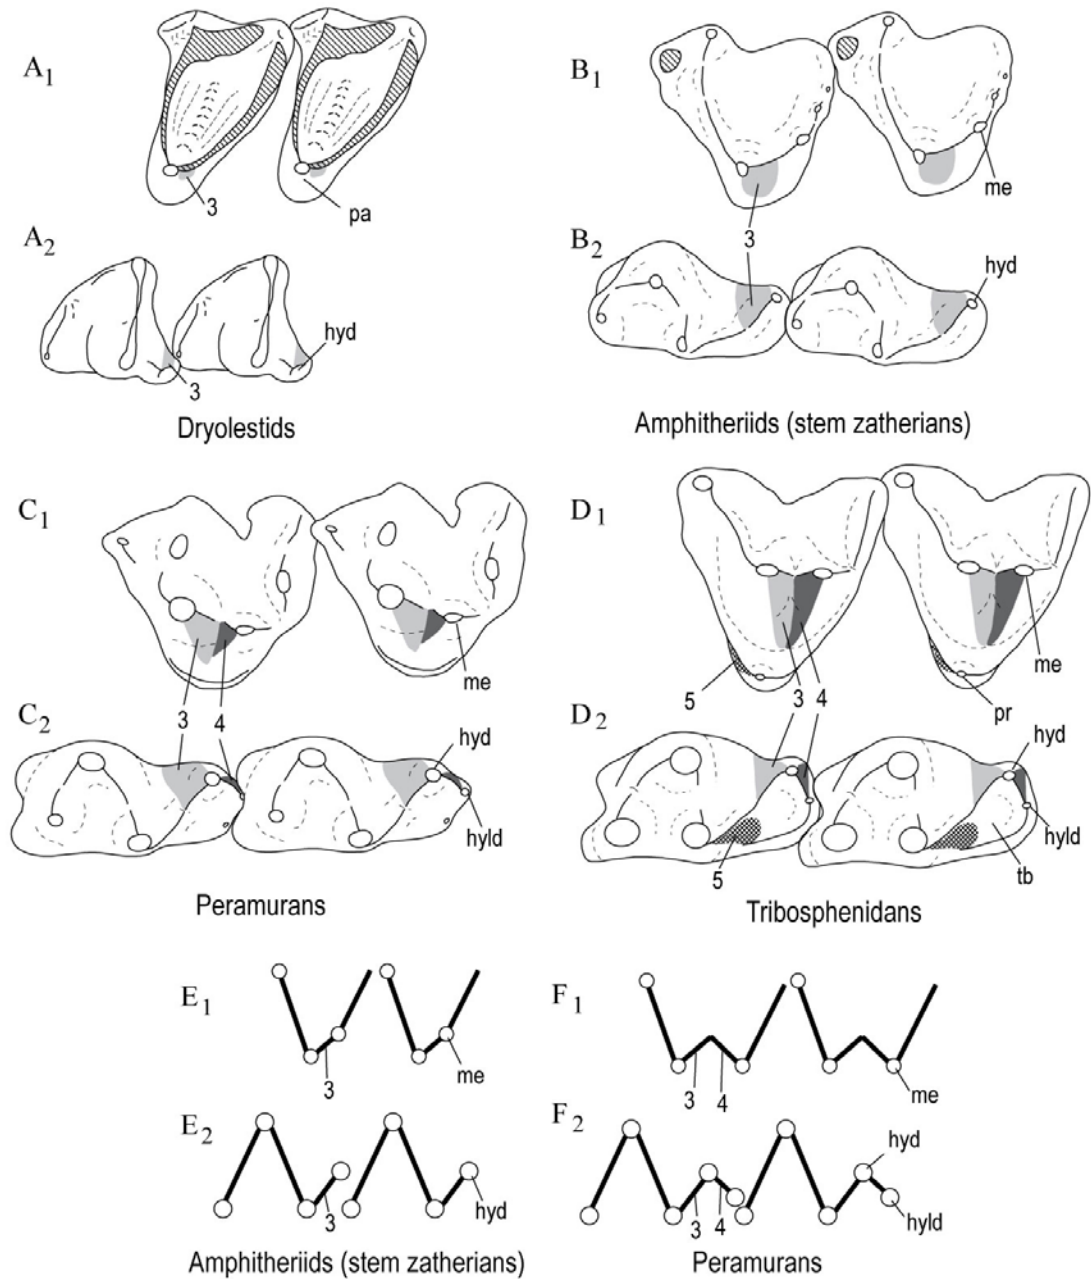 A1
B1
3
pa
me
A2
B2
3
hyd
hyd
3
Dryolestids
Amphitheriids (stem zatherians)
C1
D1
3
4
me
5
3
4
me
pr
C2
D2
hyd
hyd
hyld
hyld
5
tb
Peramurans
Tribosphenidans
E1
F1
3
me
3
4
me
E2
F2
hyd
3
hyd
3
4
hyld
Amphitheriids (stem zatherians)
Peramurans